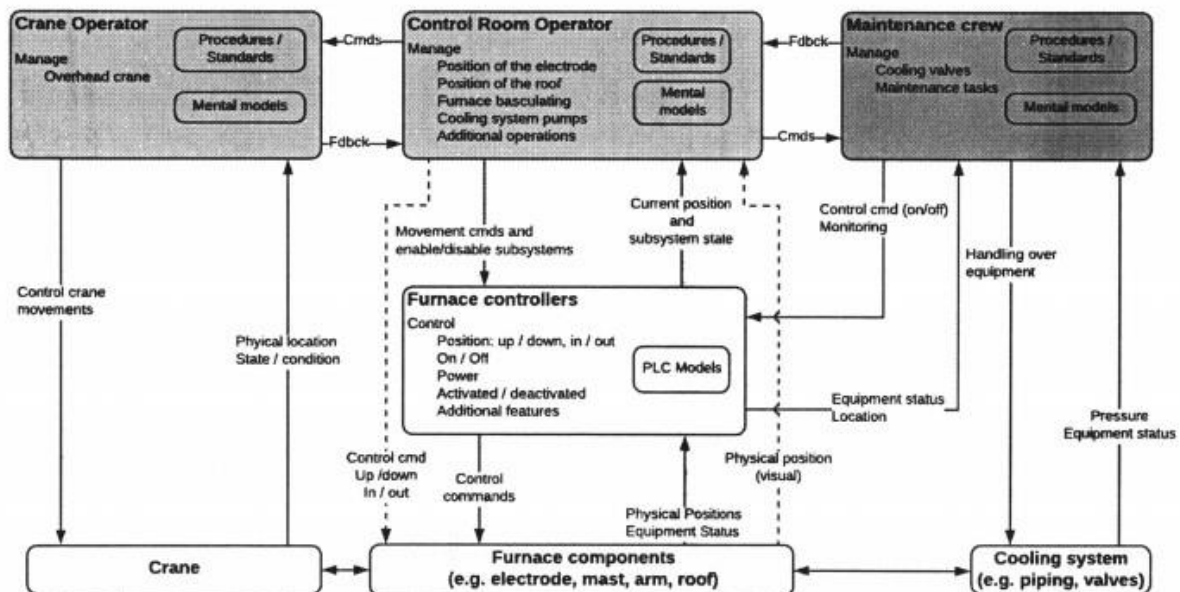 Crane Operator
Manage
Overhead crane
Procedures /
Standards
Mental models
Cmds
Fdbck
Control Room Operator
Manage
Position of the electrode
Position of the roof
Furnace basculating
Cooling system pumps
Additional operations
Procedures /
Standards
Mental
models
Fdbck
Cmds
Maintenance crew
Manage
Cooling valves
Maintenance tasks
Procedures /
Standards
Mental models
Control crane
movements
Phyical location
State / condition
Movement cmds and
enable/disable subsystems
Current position
and
subsystem state
Control cmd (on/off)
Monitoring
Handling over
equipment
Furnace controllers
Control
Position: up / down, in / out
On / Off
Power
Activated / deactivated
Additional features
PLC Models
Equipment status
Location
Pressure
Equipment status
Control cmd
Up /down
In / out
Control
commands
Physical Positions
Equipment Status
Physical position
(visual)
Crane
Furnace components
(e.g. electrode, mast, arm, roof)
Cooling system
(e.g. piping, valves)